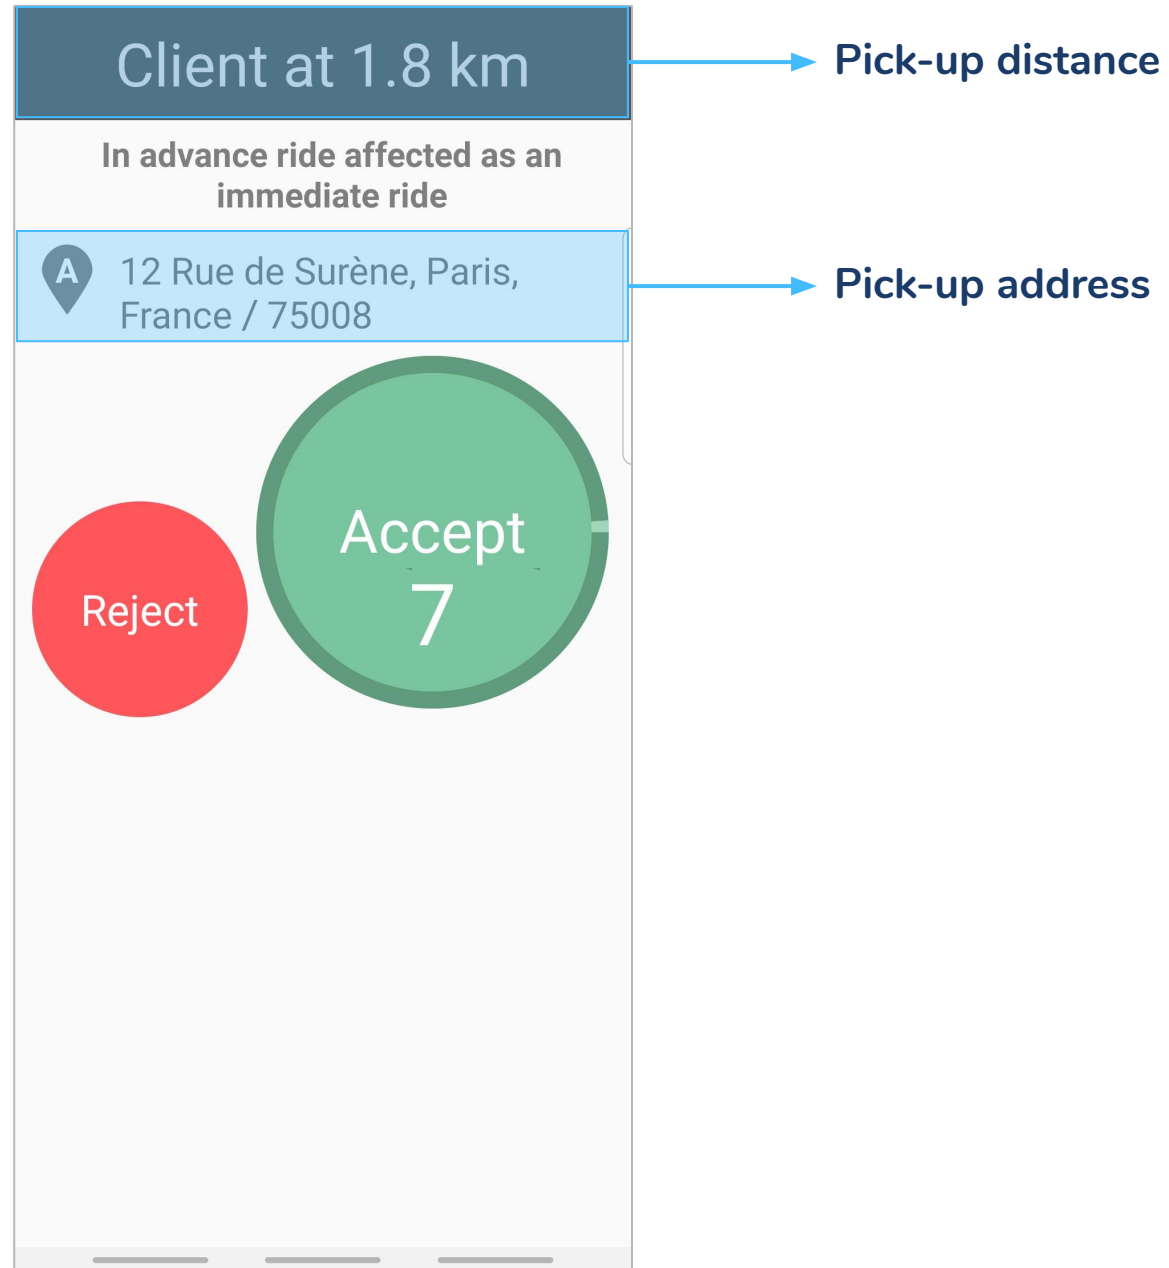 Client at 1.8 km
Pick-up distance
In advance ride affected as an
immediate ride
A
12 Rue de Surène, Paris,
France / 75008
Pick-up address
Accept
7
Reject